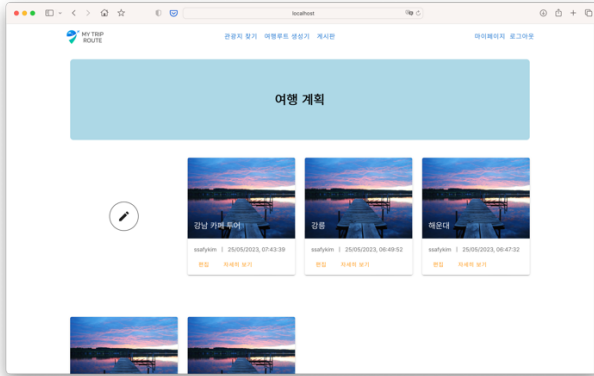 localhost
MY TRIP
ROUTE
관광지 찾기 여행루트 생성기 게시판
마이페이지 로그아웃
여행 계획
강남 카페 투어
ssafykim | 25/05/2023, 07:43:39
편집 자세히 보기
강릉
ssafykim | 25/05/2023, 06:49:52
편집 자세히 보기
해운대
ssafykim | 25/05/2023, 06:47:32
편집 자세히 보기